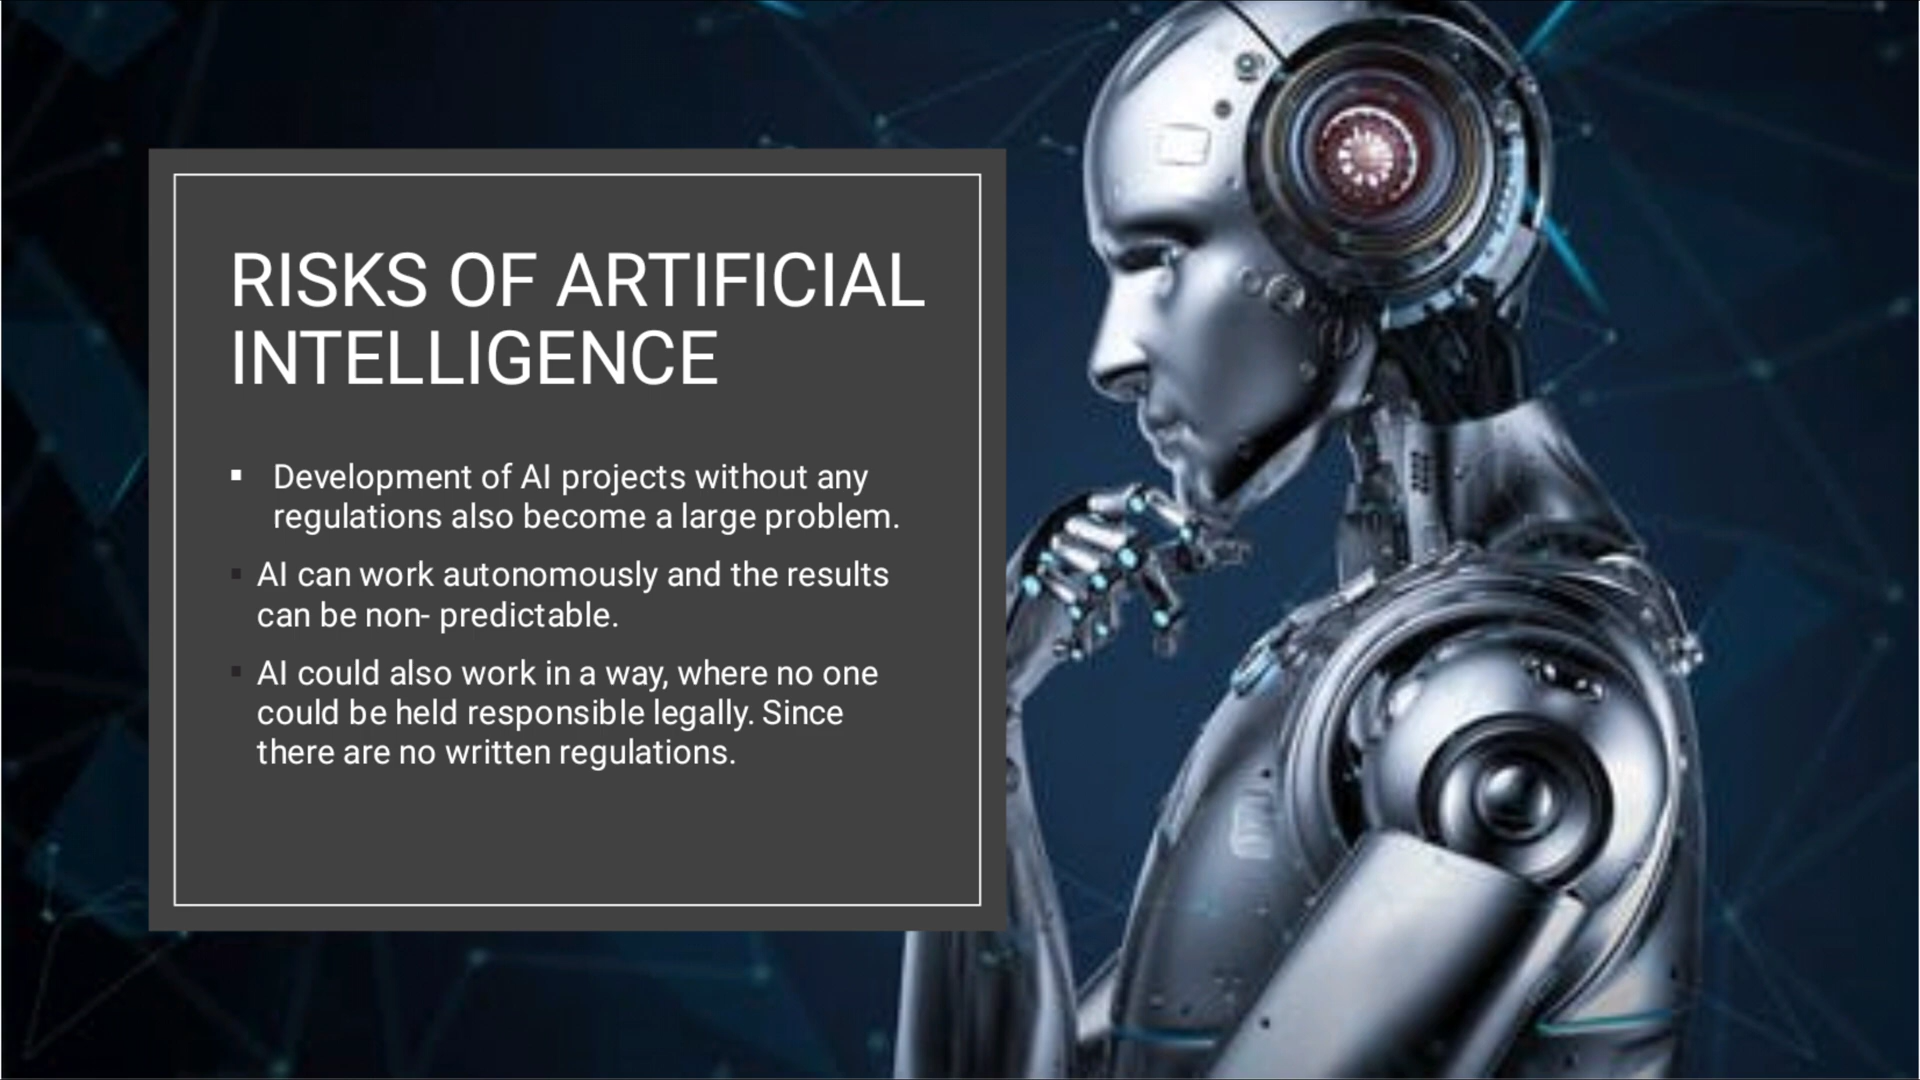 RISKS OF ARTIFICIAL
INTELLIGENCE
▪ Development of AI projects without any
regulations also become a large problem.
▪ AI can work autonomously and the results
can be non- predictable.
▪ AI could also work in a way, where no one
could be held responsible legally. Since
there are no written regulations.